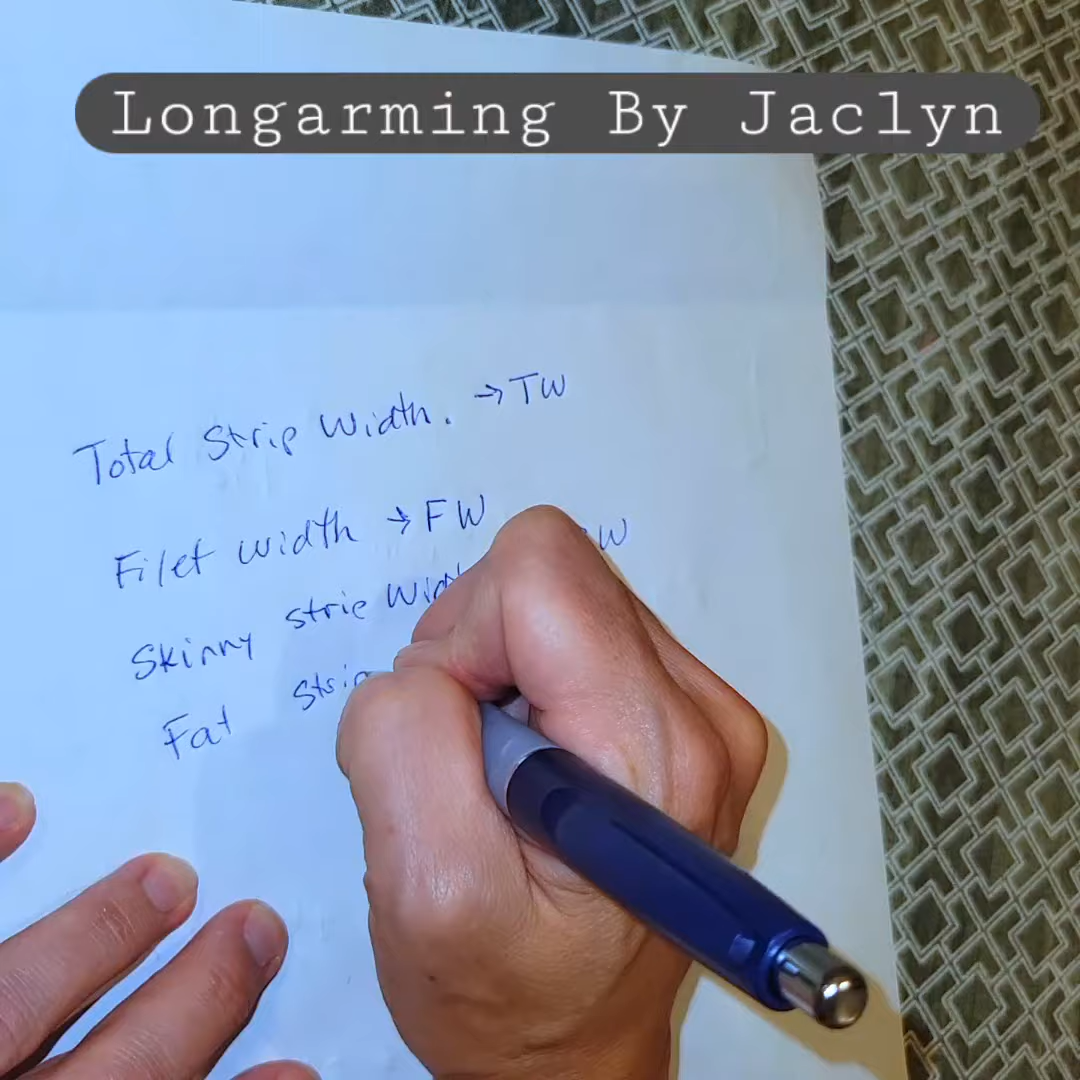 Longarming By Jaclyn
Total Strip Width. → TW
Filet width → FW
Skinny strie W
Fat